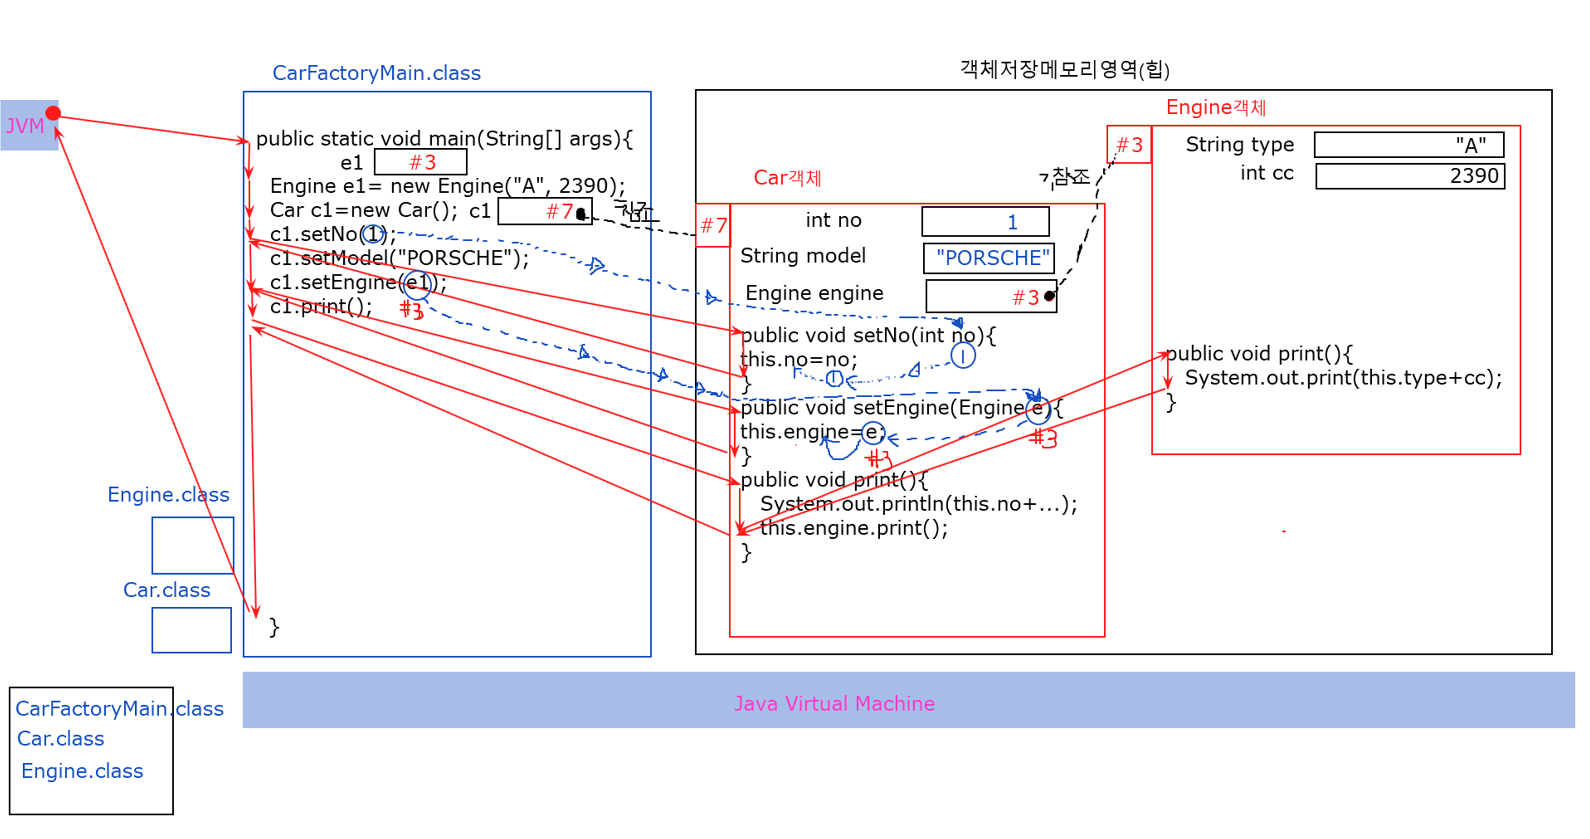 CarFactoryMain.class
JVM
public static void main(String[] args){
e1 #3
Engine e1= new Engine("A", 2390);
Car c1=new Car(); c1 #7
참조
c1.setNo(1);
c1.setModel("PORSCHE");
c1.setEngine(e1);
c1.print();
#3
}
Engine.class
Car.class
객체저장메모리영역(힙)
Car객체
#7
int no 1
String model "PORSCHE"
Engine engine #3
public void setNo(int no){
1
this.no=no;
1
}
public void setEngine(Engine e){
this.engine=e;
#3
#3
}
public void print(){
System.out.println(this.no+...);
this.engine.print();
}
참조
Engine객체
#3
String type "A"
int cc 2390
public void print(){
System.out.print(this.type+cc);
}
Java Virtual Machine
CarFactoryMain.class
Car.class
Engine.class